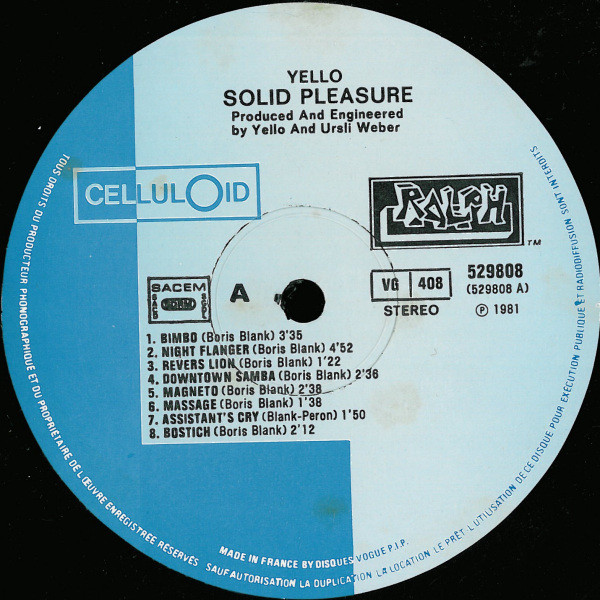 YELLO
SOLID PLEASURE
Produced And Engineered
by Yello And Ursli Weber
CELLULOID
RALPH
TM
SACEM
A
VG 408
STEREO
529808
(529808 A)
℗ 1981
1. BIMBO (Boris Blank) 3'35
2. NIGHT FLANGER (Boris Blank) 4'52
3. REVERS LION (Boris Blank) 1'22
4. DOWNTOWN SAMBA (Boris Blank) 2'36
5. MAGNETO (Boris Blank) 2'38
6. MASSAGE (Boris Blank) 1'38
7. ASSISTANT'S CRY (Blank-Peron) 1'50
8. BOSTICH (Boris Blank) 2'12
MADE IN FRANCE BY DISQUES VOGUE P.I.P.
TOUS DROITS DU PRODUCTEUR PHONOGRAPHIQUE ET DU PROPRIÉTAIRE DE L'ŒUVRE ENREGISTRÉE RÉSERVÉS SAUF AUTORISATION LA DUPLICATION LA LOCATION LE PRÊT L'UTILISATION DE CE DISQUE POUR EXÉCUTION PUBLIQUE ET RADIODIFFUSION SONT INTERDITS